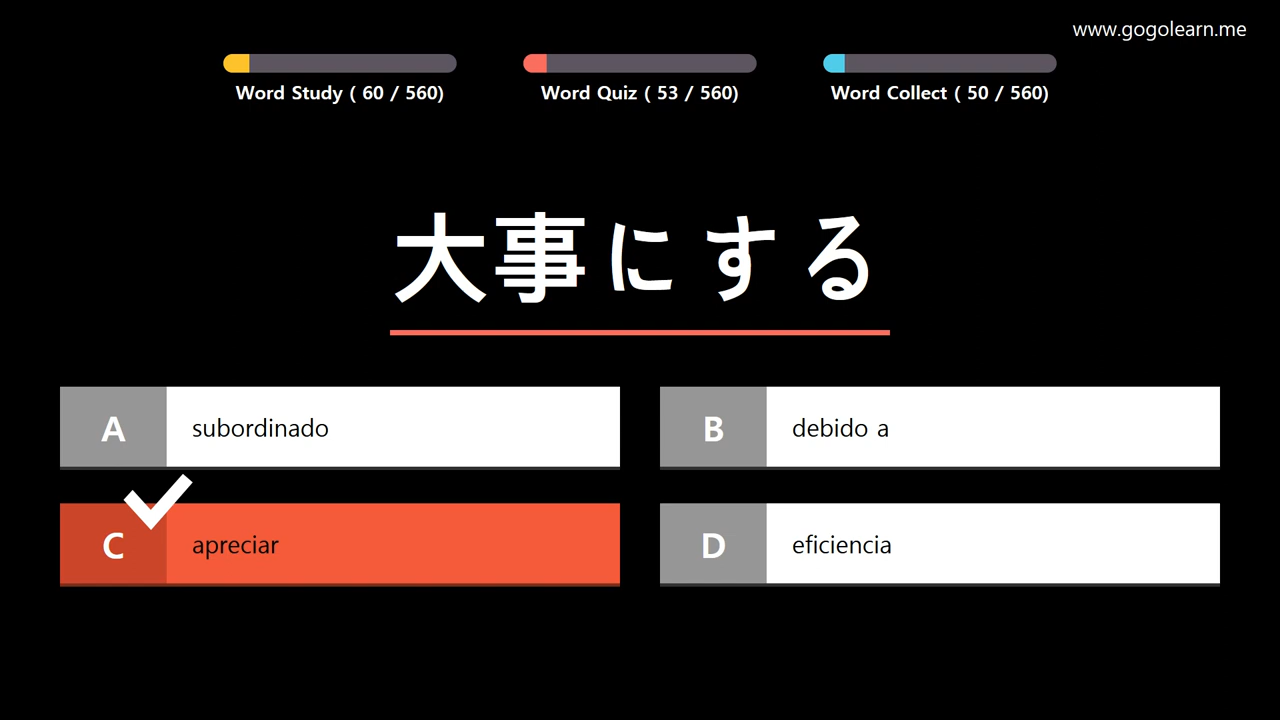 www.gogolearn.me
Word Study ( 60 / 560)
Word Quiz ( 53 / 560)
Word Collect ( 50 / 560)
大事にする
A
subordinado
B
debido a
C
apreciar
D
eficiencia